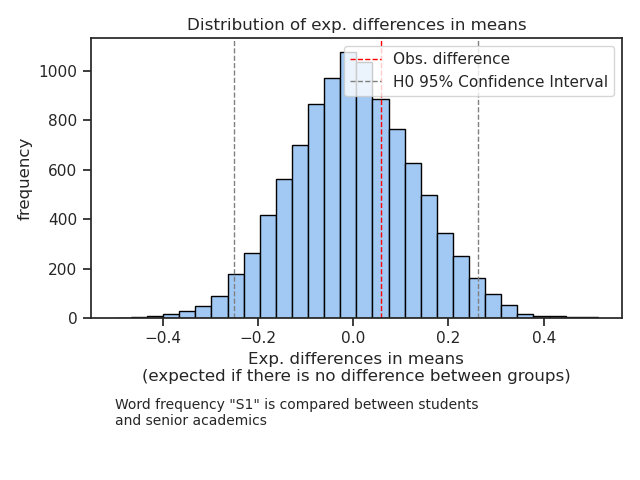 Distribution of exp. differences in means
Obs. difference
H0 95% Confidence Interval
frequency
1000
800
600
400
200
0
−0.4
−0.2
0.0
0.2
0.4
Exp. differences in means
(expected if there is no difference between groups)
Word frequency "S1" is compared between students
and senior academics